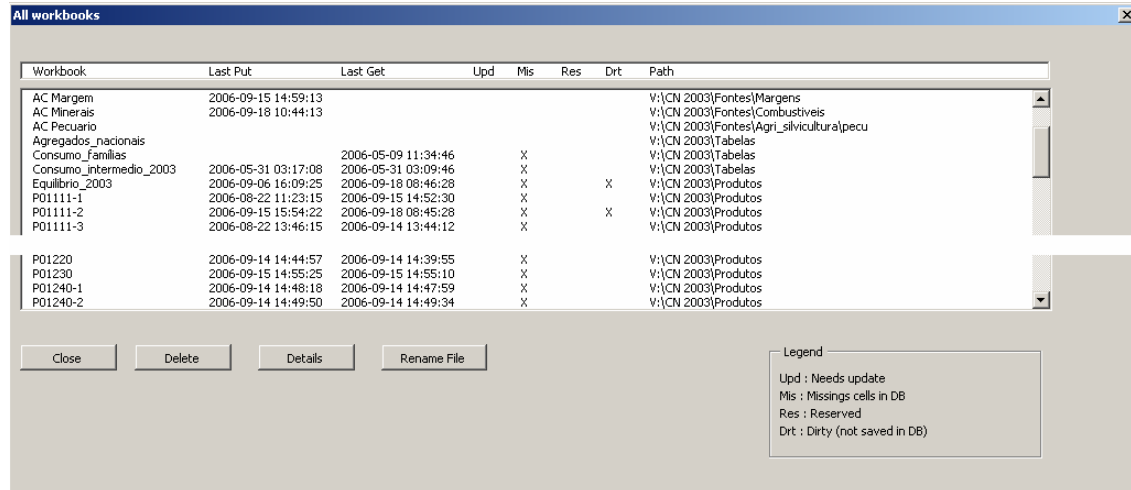 All workbooks
Workbook Last Put Last Get Upd Mis Res Drt Path
AC Margem 2006-09-15 14:59:13 V:\CN 2003\Fontes\Margens
AC Minerais 2006-09-18 10:44:13 V:\CN 2003\Fontes\Combustiveis
AC Pecuario V:\CN 2003\Fontes\Agri_silvicultura\pecu
Agregados_nacionais V:\CN 2003\Tabelas
Consumo_famílias 2006-05-09 11:34:46 X V:\CN 2003\Tabelas
Consumo_intermedio_2003 2006-05-31 03:17:08 2006-05-31 03:09:46 X V:\CN 2003\Tabelas
Equilibrio_2003 2006-09-06 16:09:25 2006-09-18 08:46:28 X X V:\CN 2003\Produtos
P01111-1 2006-08-22 11:23:15 2006-09-15 14:52:30 X V:\CN 2003\Produtos
P01111-2 2006-09-15 15:54:22 2006-09-18 08:45:28 X X V:\CN 2003\Produtos
P01111-3 2006-08-22 13:46:15 2006-09-14 13:44:12 X V:\CN 2003\Produtos
P01220 2006-09-14 14:44:57 2006-09-14 14:39:55 X V:\CN 2003\Produtos
P01230 2006-09-15 14:55:25 2006-09-15 14:55:10 X V:\CN 2003\Produtos
P01240-1 2006-09-14 14:48:18 2006-09-14 14:47:59 X V:\CN 2003\Produtos
P01240-2 2006-09-14 14:49:50 2006-09-14 14:49:34 X V:\CN 2003\Produtos
Close Delete Details Rename File
Legend
Upd : Needs update
Mis : Missings cells in DB
Res : Reserved
Drt : Dirty (not saved in DB)